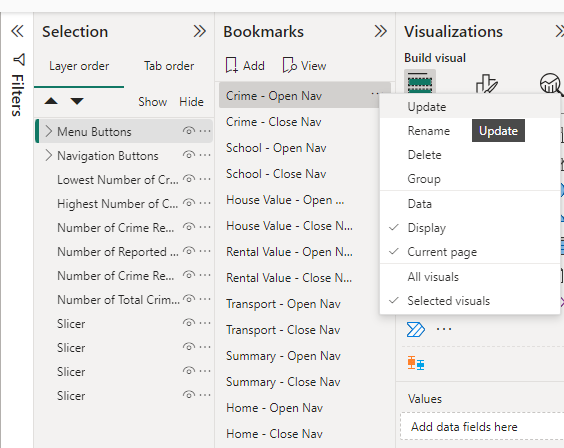 Selection
Layer order
Tab order
Show
Hide
Menu Buttons
Navigation Buttons
Lowest Number of Cr...
Highest Number of C...
Number of Crime Re...
Number of Reported ...
Number of Crime Re...
Number of Total Crim...
Slicer
Slicer
Slicer
Slicer
Filters
Bookmarks
Add
View
Crime - Open Nav
Crime - Close Nav
School - Open Nav
School - Close Nav
House Value - Open ...
House Value - Close N...
Rental Value - Open N...
Rental Value - Close N...
Transport - Open Nav
Transport - Close Nav
Summary - Open Nav
Summary - Close Nav
Home - Open Nav
Home - Close Nav
Visualizations
Build visual
Update
Rename
Update
Delete
Group
Data
Display
Current page
All visuals
Selected visuals
Values
Add data fields here